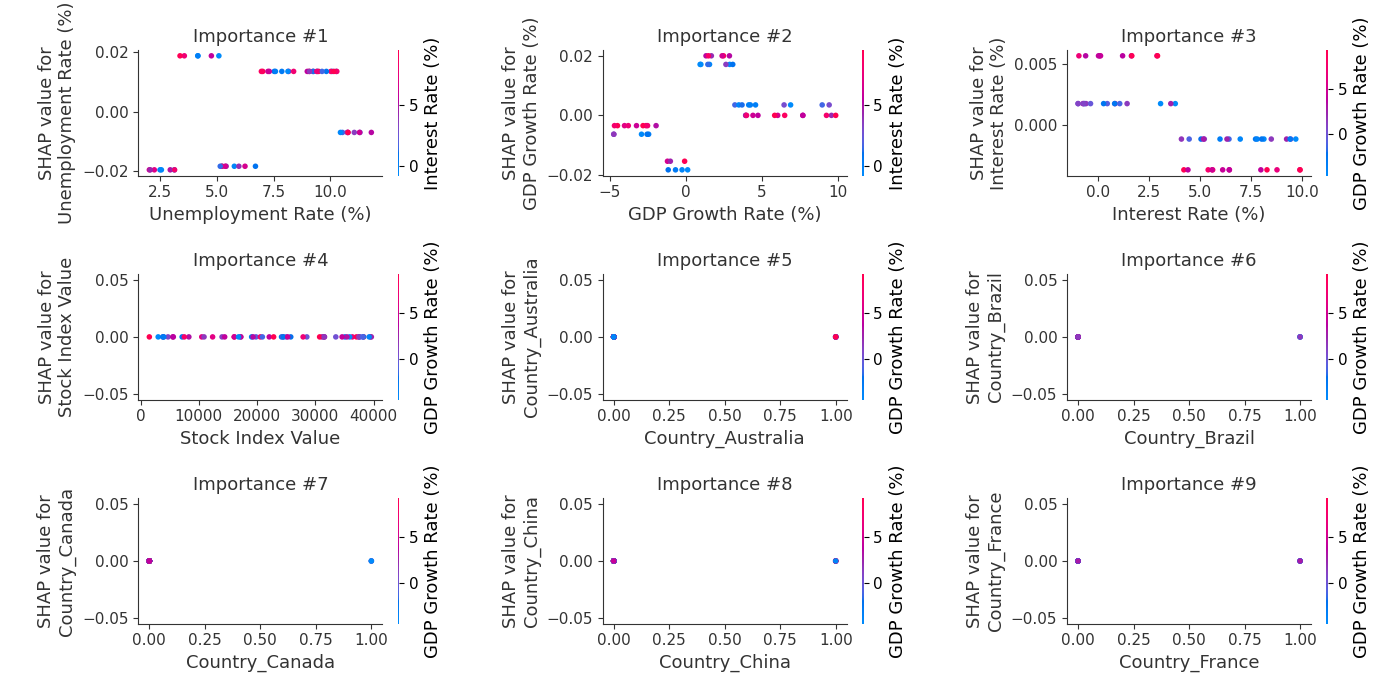 Importance #1
SHAP value for
Unemployment Rate (%)
0.02
0.00
−0.02
2.5 5.0 7.5 10.0
Unemployment Rate (%)
5
0
Interest Rate (%)
Importance #2
SHAP value for
GDP Growth Rate (%)
0.02
0.00
−0.02
−5 0 5 10
GDP Growth Rate (%)
5
0
Interest Rate (%)
Importance #3
SHAP value for
Interest Rate (%)
0.005
0.000
0.0 2.5 5.0 7.5 10.0
Interest Rate (%)
5
0
GDP Growth Rate (%)
Importance #4
SHAP value for
Stock Index Value
0.05
0.00
−0.05
0 10000 20000 30000 40000
Stock Index Value
5
0
GDP Growth Rate (%)
Importance #5
SHAP value for
Country_Australia
0.05
0.00
−0.05
0.00 0.25 0.50 0.75 1.00
Country_Australia
5
0
GDP Growth Rate (%)
Importance #6
SHAP value for
Country_Brazil
0.05
0.00
−0.05
0.00 0.25 0.50 0.75 1.00
Country_Brazil
5
0
GDP Growth Rate (%)
Importance #7
SHAP value for
Country_Canada
0.05
0.00
−0.05
0.00 0.25 0.50 0.75 1.00
Country_Canada
5
0
GDP Growth Rate (%)
Importance #8
SHAP value for
Country_China
0.05
0.00
−0.05
0.00 0.25 0.50 0.75 1.00
Country_China
5
0
GDP Growth Rate (%)
Importance #9
SHAP value for
Country_France
0.05
0.00
−0.05
0.00 0.25 0.50 0.75 1.00
Country_France
5
0
GDP Growth Rate (%)